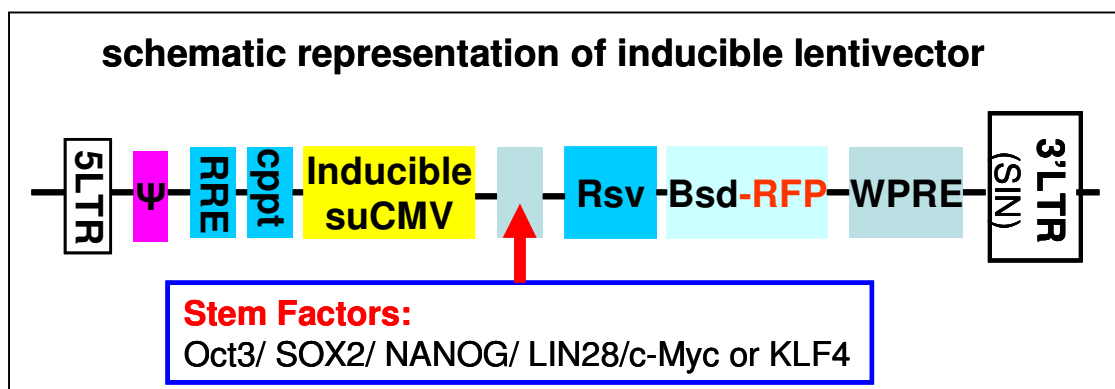 schematic representation of inducible lentivector
5LTR
Ψ
RRE
cppt
Inducible
suCMV
Rsv
Bsd-RFP
WPRE
3'LTR
(SIN)
Stem Factors:
Oct3/ SOX2/ NANOG/ LIN28/c-Myc or KLF4